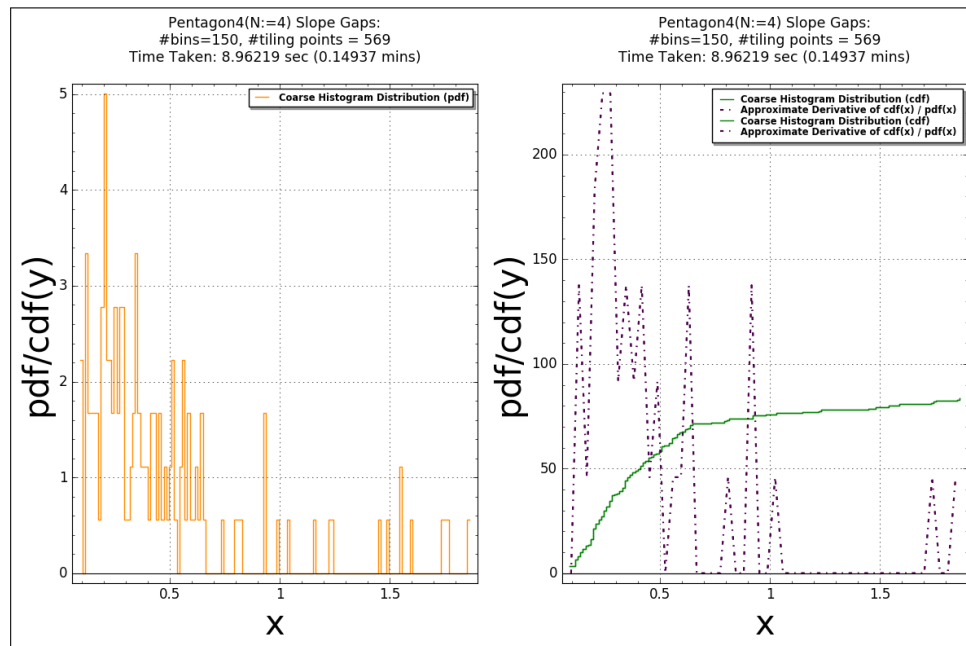 Pentagon4(N:=4) Slope Gaps:
#bins=150, #tiling points = 569
Time Taken: 8.96219 sec (0.14937 mins)
Coarse Histogram Distribution (pdf)
5
4
3
2
1
0
0.5
1
1.5
pdf/cdf(y)
x
Pentagon4(N:=4) Slope Gaps:
#bins=150, #tiling points = 569
Time Taken: 8.96219 sec (0.14937 mins)
Coarse Histogram Distribution (cdf)
Approximate Derivative of cdf(x) / pdf(x)
Coarse Histogram Distribution (cdf)
Approximate Derivative of cdf(x) / pdf(x)
200
150
100
50
0
0.5
1
1.5
pdf/cdf(y)
x